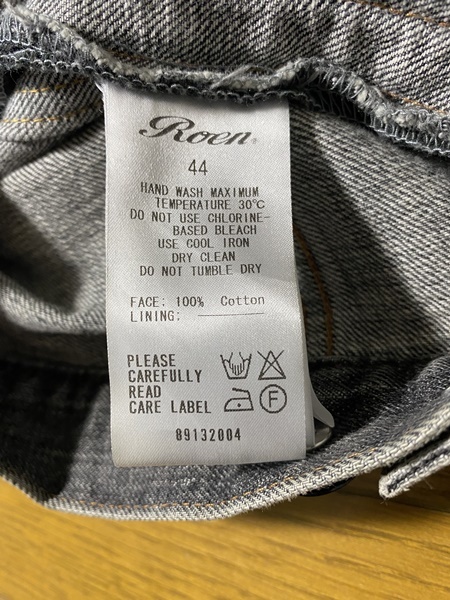 Roen
44
HAND WASH MAXIMUM
TEMPERATURE 30℃
DO NOT USE CHLORINE-
BASED BLEACH
USE COOL IRON
DRY CLEAN
DO NOT TUMBLE DRY
FACE: 100% Cotton
LINING:
PLEASE
CAREFULLY
READ
CARE LABEL
F
89132004